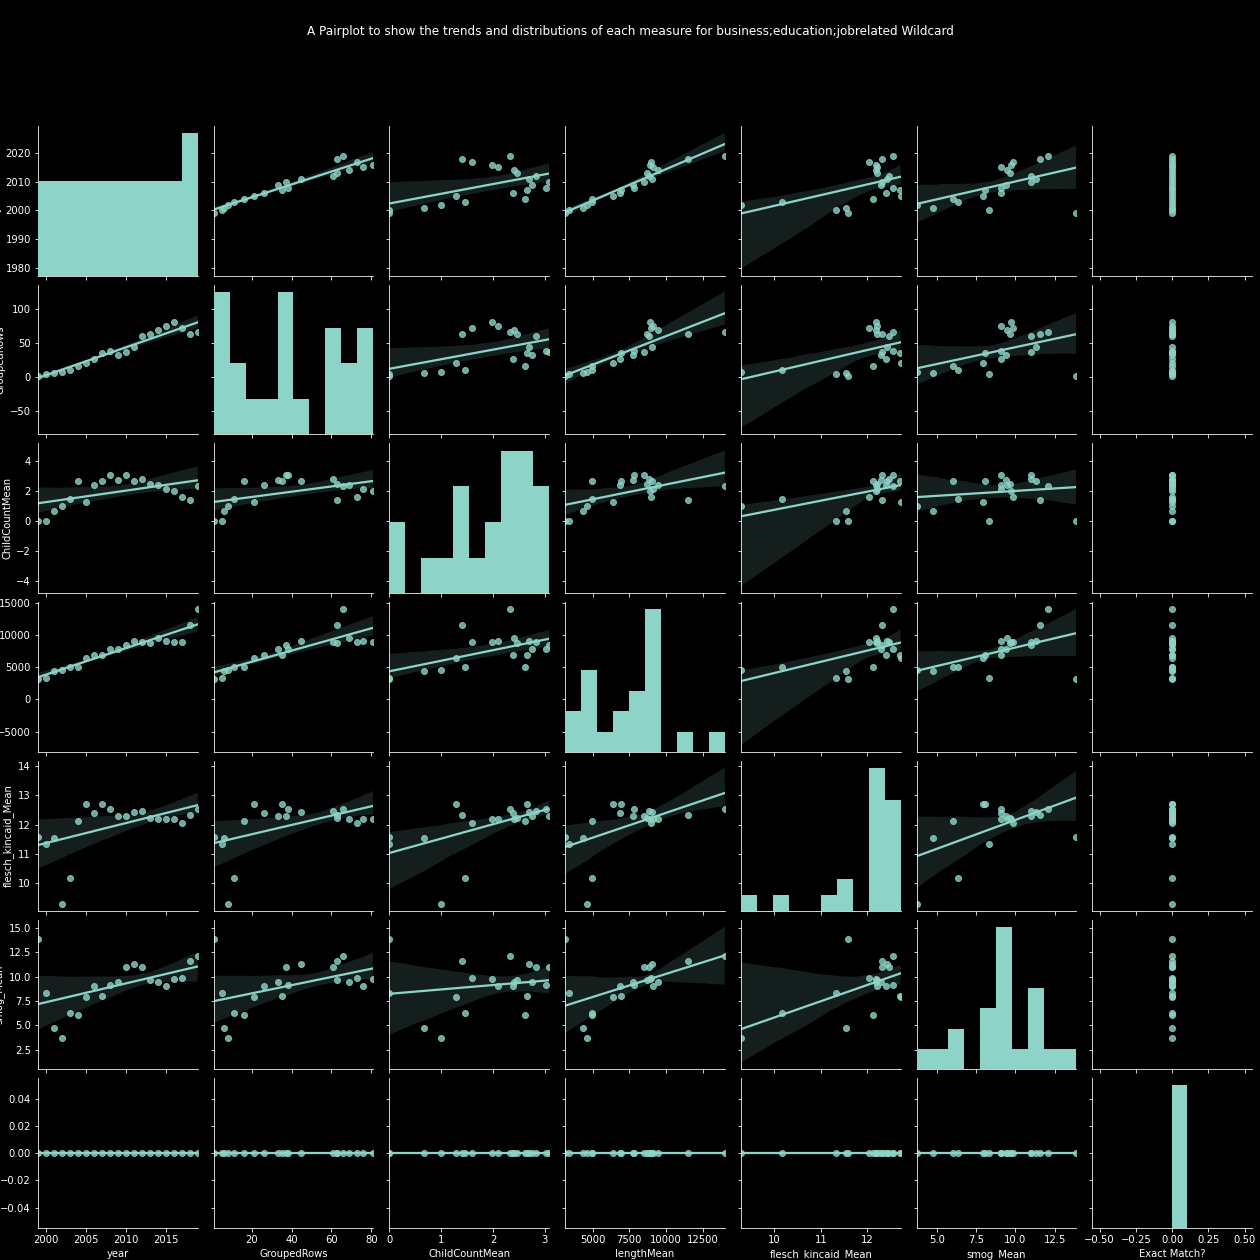 A Pairplot to show the trends and distributions of each measure for business;education;jobrelated Wildcard
2020
2010
2000
1990
1980
100
50
0
−50
GroupedRows
4
2
0
−2
−4
ChildCountMean
15000
10000
5000
0
−5000
14
13
12
11
10
flesch_kincaid_Mean
15.0
12.5
10.0
7.5
5.0
2.5
smog_Mean
0.04
0.02
0.00
−0.02
−0.04
2000 2005 2010 2015
year
20 40 60 80
GroupedRows
0 1 2 3
ChildCountMean
5000 7500 10000 12500
lengthMean
10 11 12
flesch_kincaid_Mean
5.0 7.5 10.0 12.5
smog_Mean
−0.50 −0.25 0.00 0.25 0.50
Exact Match?